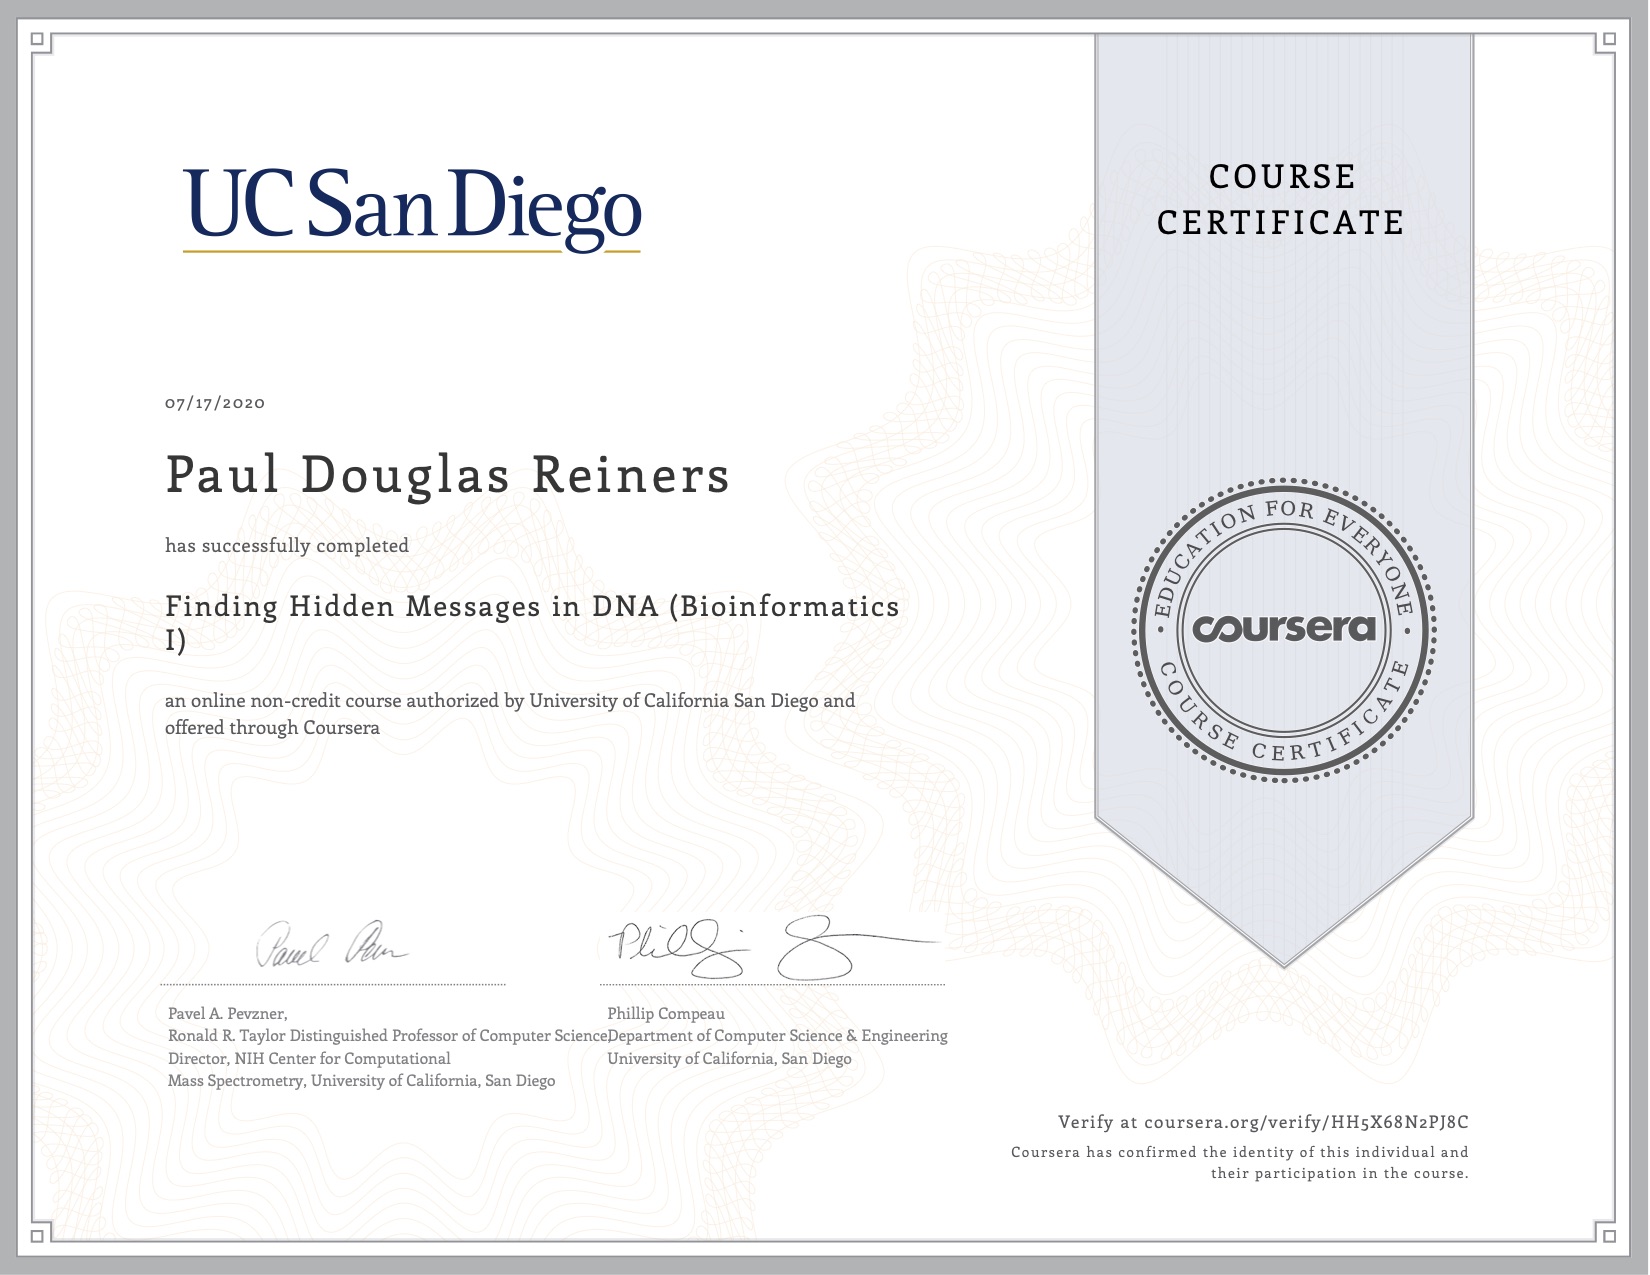 UC San Diego
COURSE
CERTIFICATE
07/17/2020
Paul Douglas Reiners
has successfully completed
Finding Hidden Messages in DNA (Bioinformatics
I)
an online non-credit course authorized by University of California San Diego and
offered through Coursera
EDUCATION FOR EVERYONE
coursera
COURSE CERTIFICATE
Pavel A. Pevzner,
Ronald R. Taylor Distinguished Professor of Computer Science,
Director, NIH Center for Computational
Mass Spectrometry, University of California, San Diego
Phillip Compeau
Department of Computer Science & Engineering
University of California, San Diego
Verify at coursera.org/verify/HH5X68N2PJ8C
Coursera has confirmed the identity of this individual and
their participation in the course.